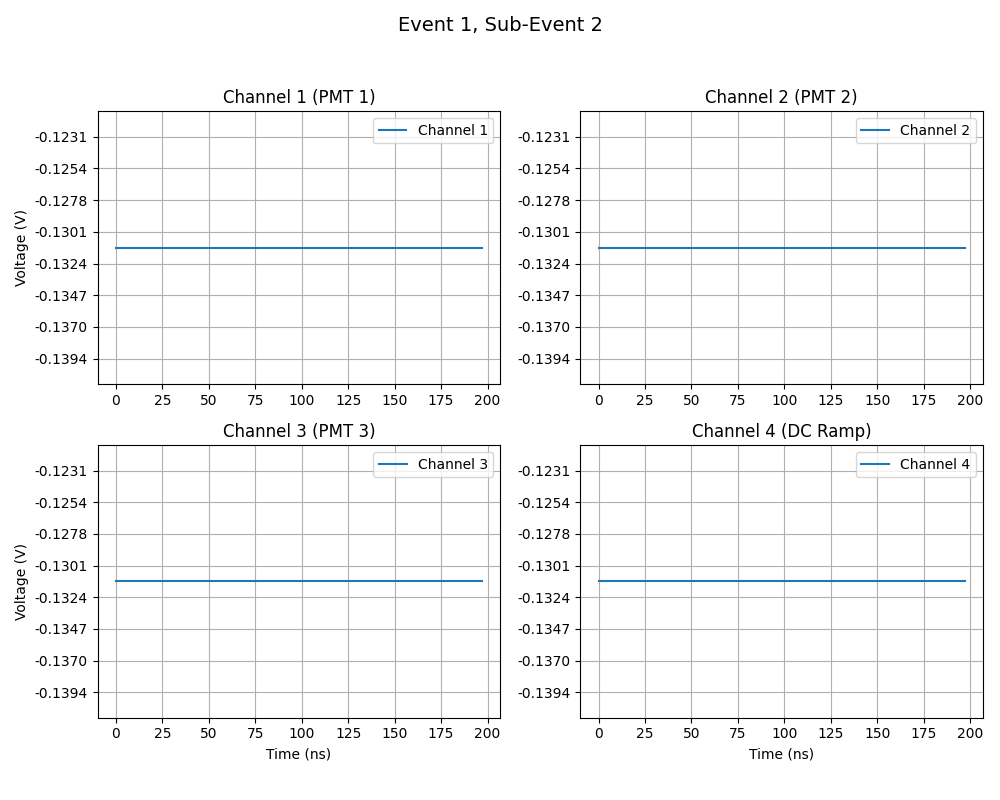 Event 1, Sub-Event 2
Channel 1 (PMT 1)
Channel 1
Voltage (V)
-0.1231
-0.1254
-0.1278
-0.1301
-0.1324
-0.1347
-0.1370
-0.1394
0 25 50 75 100 125 150 175 200
Channel 2 (PMT 2)
Channel 2
-0.1231
-0.1254
-0.1278
-0.1301
-0.1324
-0.1347
-0.1370
-0.1394
0 25 50 75 100 125 150 175 200
Channel 3 (PMT 3)
Channel 3
Voltage (V)
-0.1231
-0.1254
-0.1278
-0.1301
-0.1324
-0.1347
-0.1370
-0.1394
0 25 50 75 100 125 150 175 200
Time (ns)
Channel 4 (DC Ramp)
Channel 4
-0.1231
-0.1254
-0.1278
-0.1301
-0.1324
-0.1347
-0.1370
-0.1394
0 25 50 75 100 125 150 175 200
Time (ns)